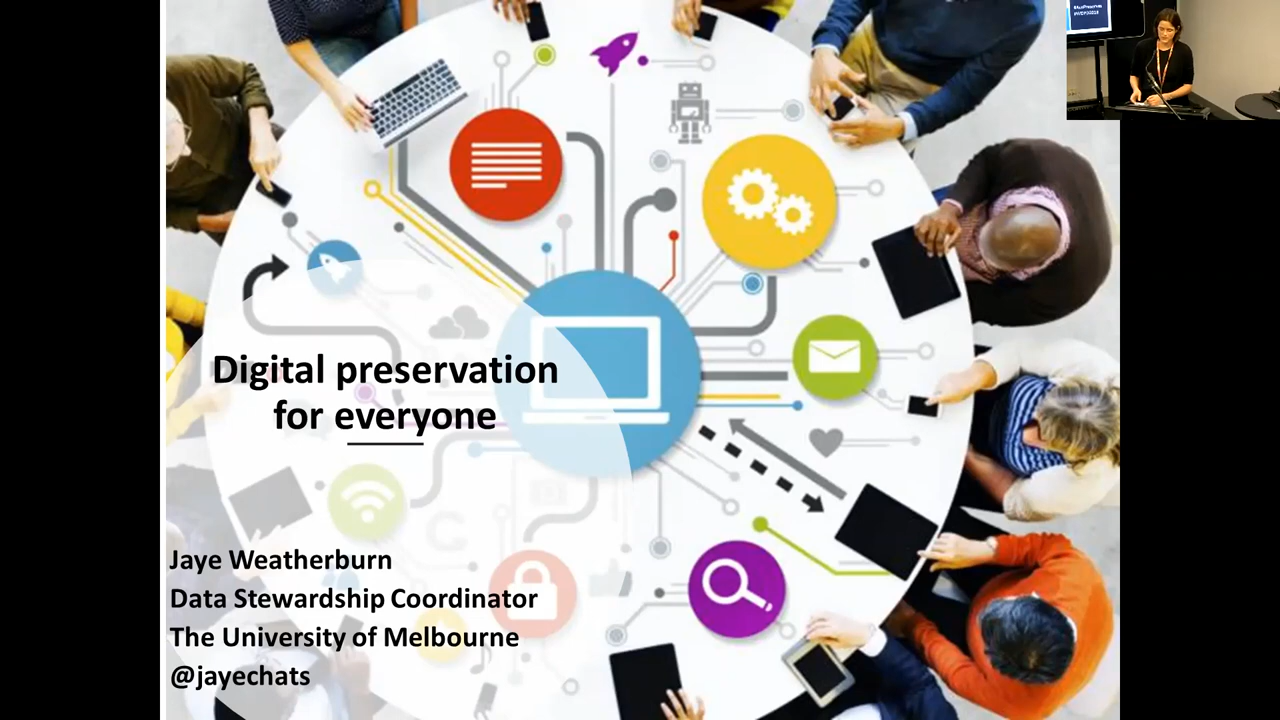 Digital preservation
for everyone
Jaye Weatherburn
Data Stewardship Coordinator
The University of Melbourne
@jayechats